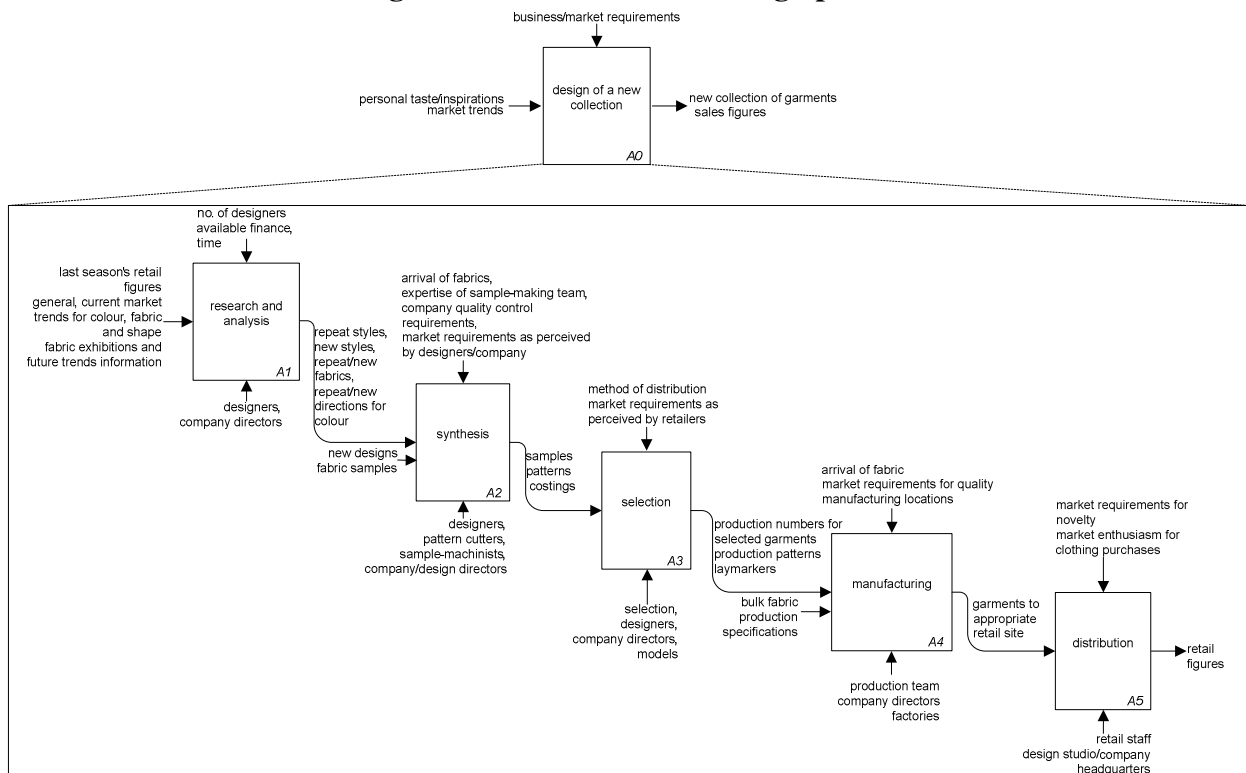 business/market requirements
design of a new
collection
A0
personal taste/inspirations
market trends
new collection of garments
sales figures
no. of designers
available finance,
time
last season's retail
figures
general, current market
trends for colour, fabric
and shape
fabric exhibitions and
future trends information
research and
analysis
A1
designers,
company directors
repeat styles,
new styles,
repeat/new
fabrics,
repeat/new
directions for
colour
arrival of fabrics,
expertise of sample-making team,
company quality control
requirements,
market requirements as perceived
by designers/company
new designs
fabric samples
synthesis
A2
designers,
pattern cutters,
sample-machinists,
company/design directors
samples
patterns
costings
method of distribution
market requirements as
perceived by retailers
selection
A3
selection,
designers,
company directors,
models
production numbers for
selected garments
production patterns
laymarkers
bulk fabric
production
specifications
arrival of fabric
market requirements for quality
manufacturing locations
manufacturing
A4
production team
company directors
factories
garments to
appropriate
retail site
market requirements for
novelty
market enthusiasm for
clothing purchases
distribution
A5
retail staff
design studio/company
headquarters
retail
figures